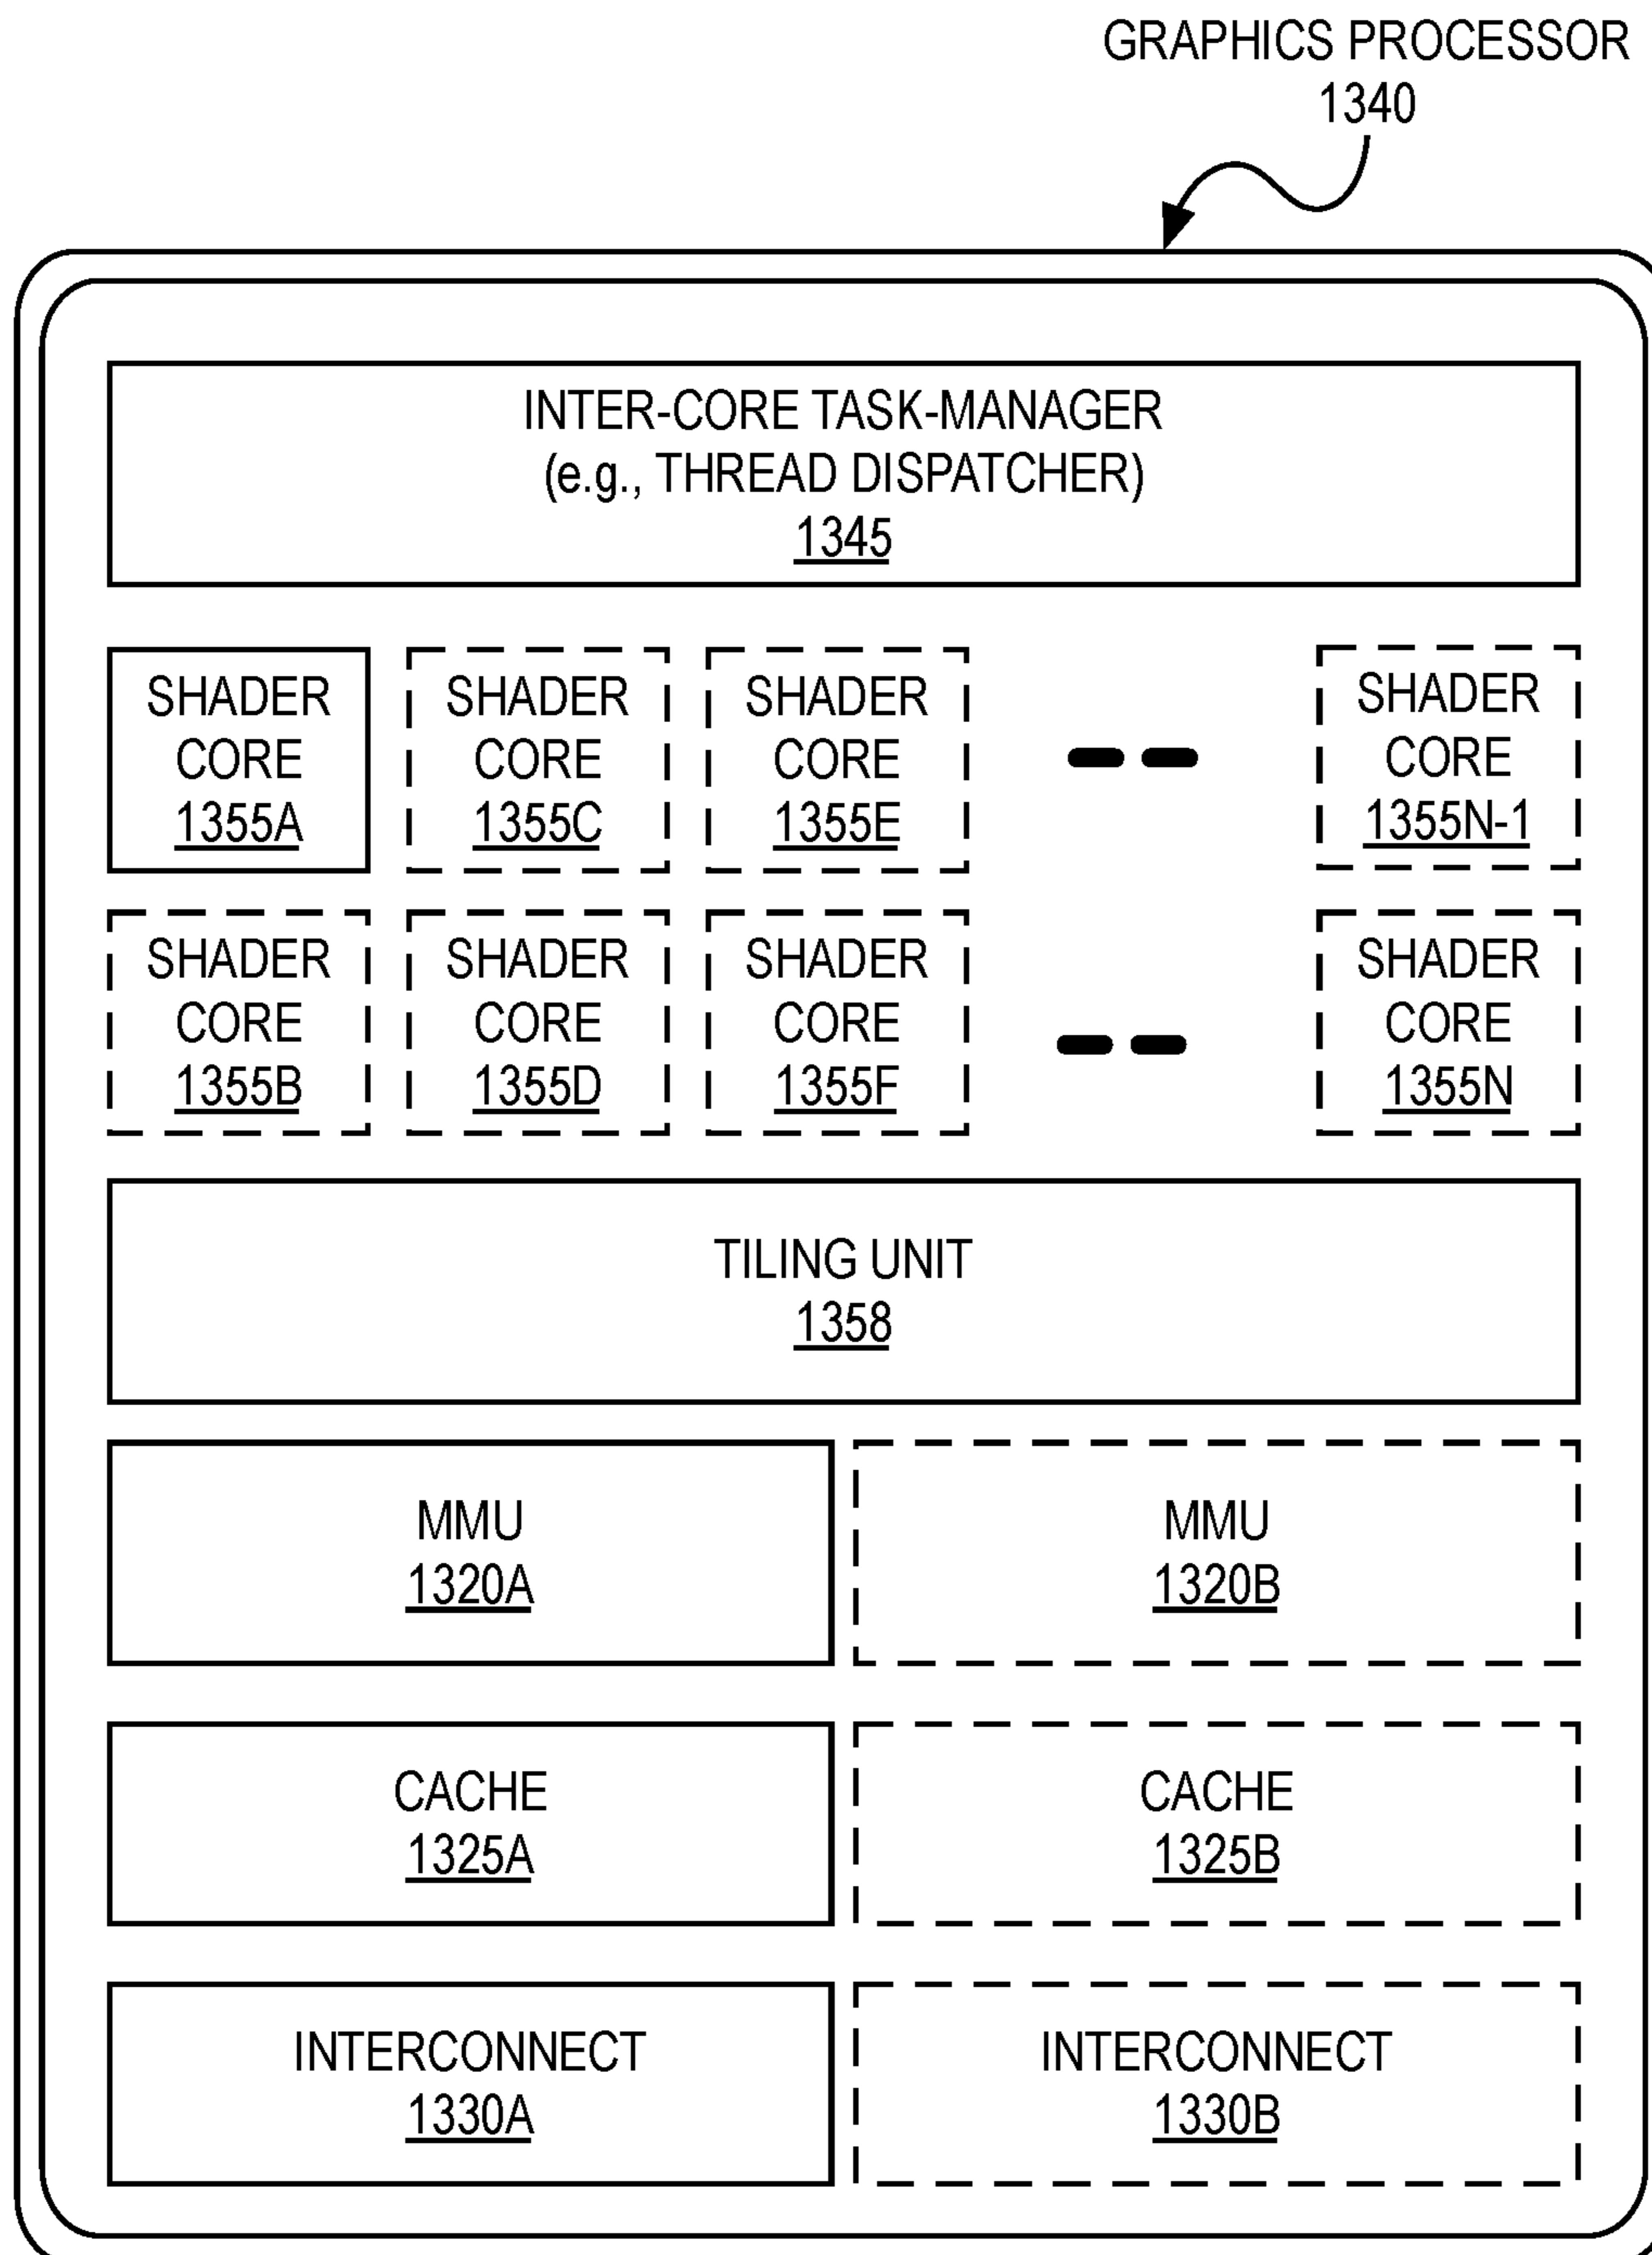 GRAPHICS PROCESSOR
1340
INTER-CORE TASK-MANAGER
(e.g., THREAD DISPATCHER)
1345
SHADER
CORE
1355A
SHADER
CORE
1355C
SHADER
CORE
1355E
SHADER
CORE
1355N-1
SHADER
CORE
1355B
SHADER
CORE
1355D
SHADER
CORE
1355F
SHADER
CORE
1355N
TILING UNIT
1358
MMU
1320A
MMU
1320B
CACHE
1325A
CACHE
1325B
INTERCONNECT
1330A
INTERCONNECT
1330B